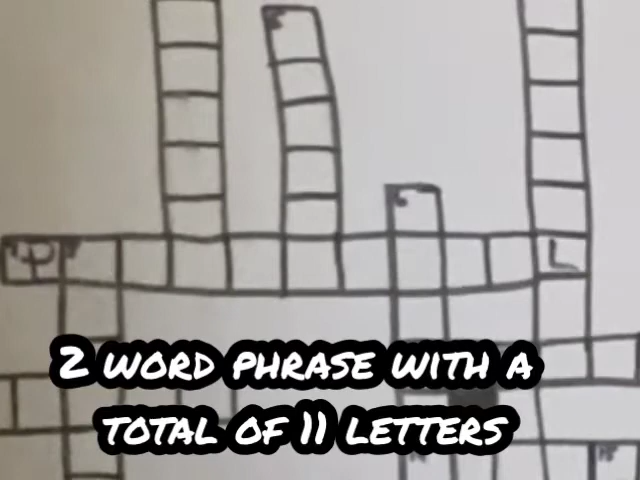 L
2 WORD PHRASE WITH A
TOTAL OF 11 LETTERS